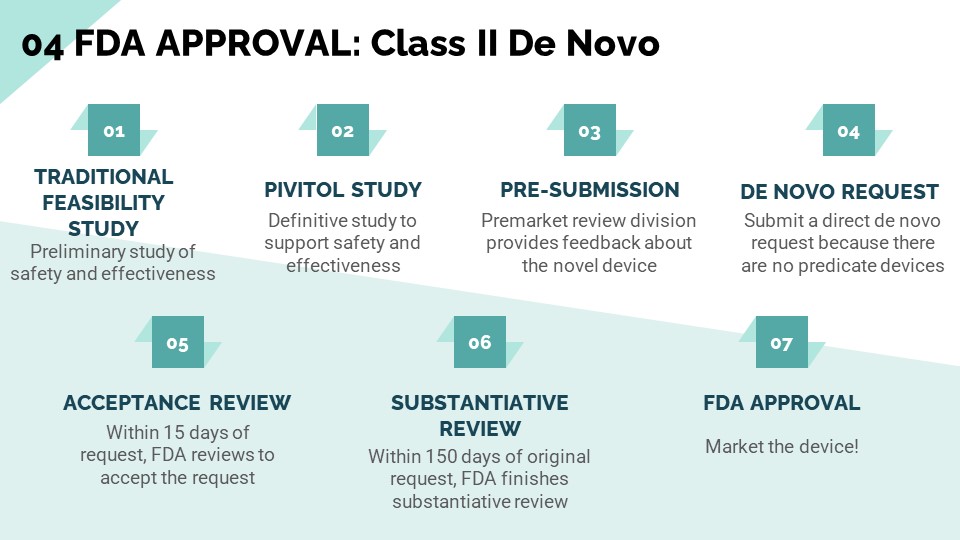 04 FDA APPROVAL: Class II De Novo
01
TRADITIONAL
FEASIBILITY
STUDY
Preliminary study of
safety and effectiveness
02
PIVITOL STUDY
Definitive study to
support safety and
effectiveness
03
PRE-SUBMISSION
Premarket review division
provides feedback about
the novel device
04
DE NOVO REQUEST
Submit a direct de novo
request because there
are no predicate devices
05
ACCEPTANCE REVIEW
Within 15 days of
request, FDA reviews to
accept the request
06
SUBSTANTIATIVE
REVIEW
Within 150 days of original
request, FDA finishes
substantiative review
07
FDA APPROVAL
Market the device!